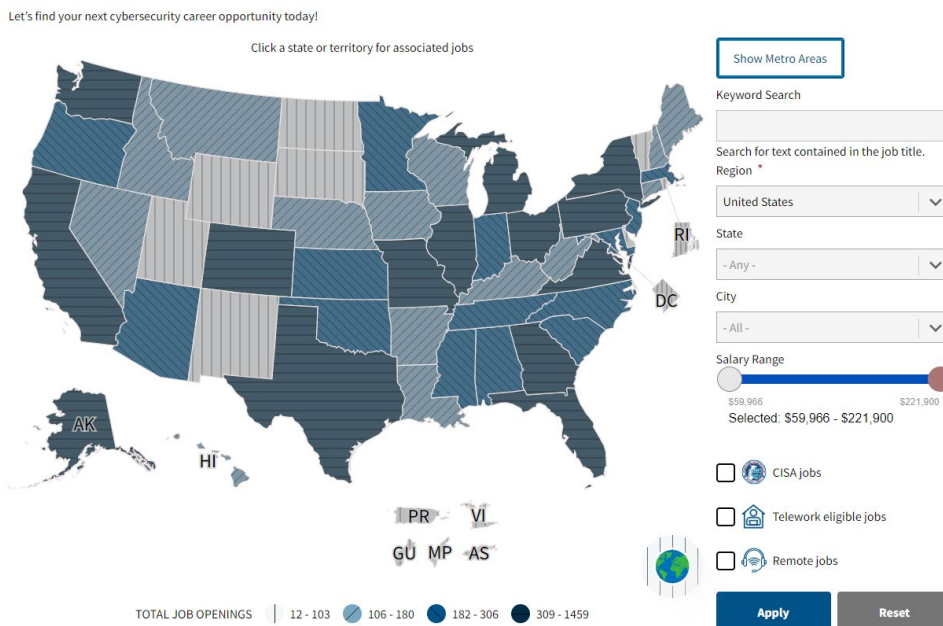 Let's find your next cybersecurity career opportunity today!
Click a state or territory for associated jobs
Show Metro Areas
Keyword Search
Search for text contained in the job title.
Region *
United States
State
- Any -
City
- All -
Salary Range
$59,966 $221,900
Selected: $59,966 - $221,900
CISA jobs
Telework eligible jobs
Remote jobs
Apply Reset
RI
DC
AK
HI
PR VI
GU MP AS
TOTAL JOB OPENINGS 12 - 103 106 - 180 182 - 306 309 - 1459